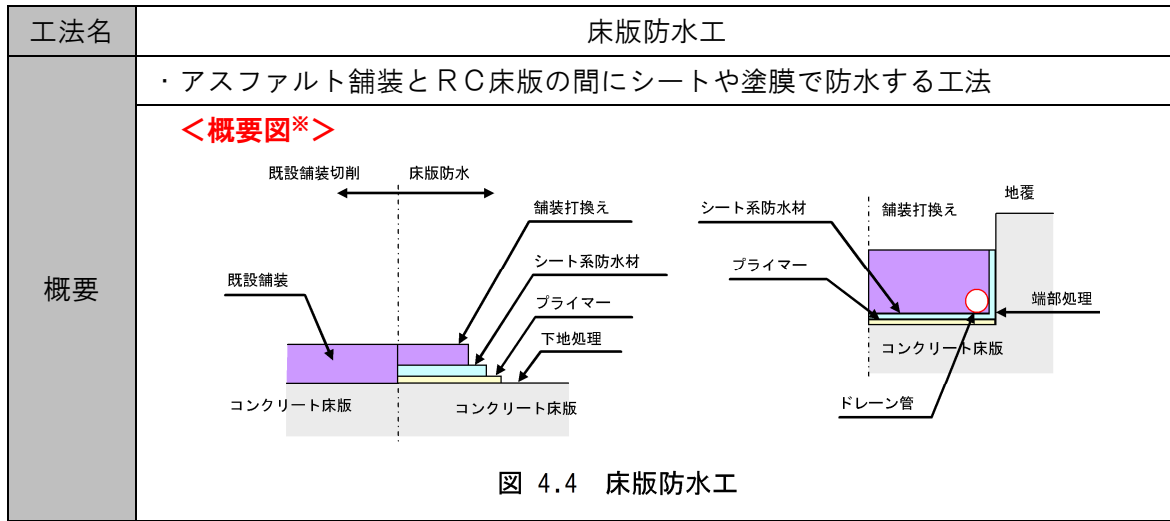 工法名
床版防水工
概要
・アスファルト舗装とＲＣ床版の間にシートや塗膜で防水する工法
＜概要図※＞
既設舗装切削
床版防水
舗装打換え
シート系防水材
プライマー
下地処理
既設舗装
コンクリート床版
コンクリート床版
地覆
シート系防水材
舗装打換え
プライマー
端部処理
コンクリート床版
ドレーン管
図 4.4 床版防水工